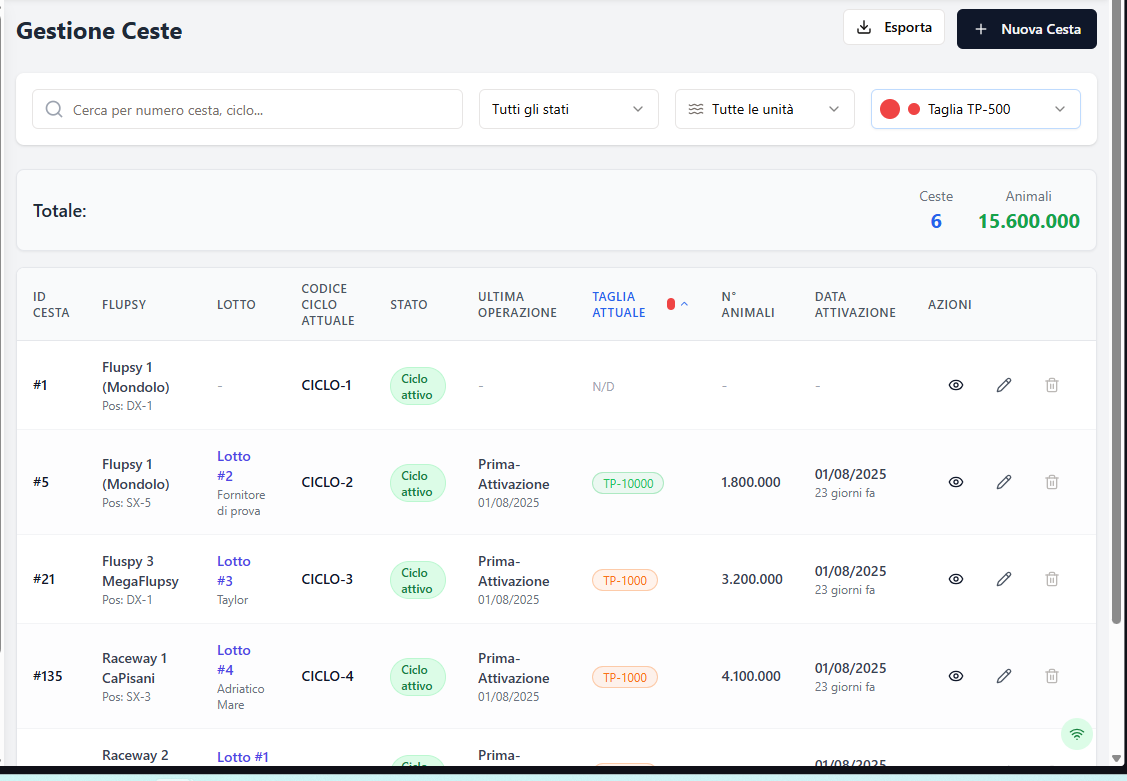 Gestione Ceste
Esporta
Nuova Cesta
Cerca per numero cesta, ciclo...
Tutti gli stati
Tutte le unità
Taglia TP-500
Totale:
Ceste
6
Animali
15.600.000
ID CESTA
FLUPSY
LOTTO
CODICE CICLO ATTUALE
STATO
ULTIMA OPERAZIONE
TAGLIA ATTUALE
N° ANIMALI
DATA ATTIVAZIONE
AZIONI
#1
Flupsy 1
(Mondolo)
Pos: DX-1
-
CICLO-1
Ciclo
attivo
-
N/D
-
-
#5
Flupsy 1
(Mondolo)
Pos: SX-5
Lotto
#2
Fornitore
di prova
CICLO-2
Ciclo
attivo
Prima-
Attivazione
01/08/2025
TP-10000
1.800.000
01/08/2025
23 giorni fa
#21
Fluspy 3
MegaFlupsy
Pos: DX-1
Lotto
#3
Taylor
CICLO-3
Ciclo
attivo
Prima-
Attivazione
01/08/2025
TP-1000
3.200.000
01/08/2025
23 giorni fa
#135
Raceway 1
CaPisani
Pos: SX-3
Lotto
#4
Adriatico
Mare
CICLO-4
Ciclo
attivo
Prima-
Attivazione
01/08/2025
TP-1000
4.100.000
01/08/2025
23 giorni fa
Raceway 2
Lotto #1
Ciclo
Prima-
01/08/2025